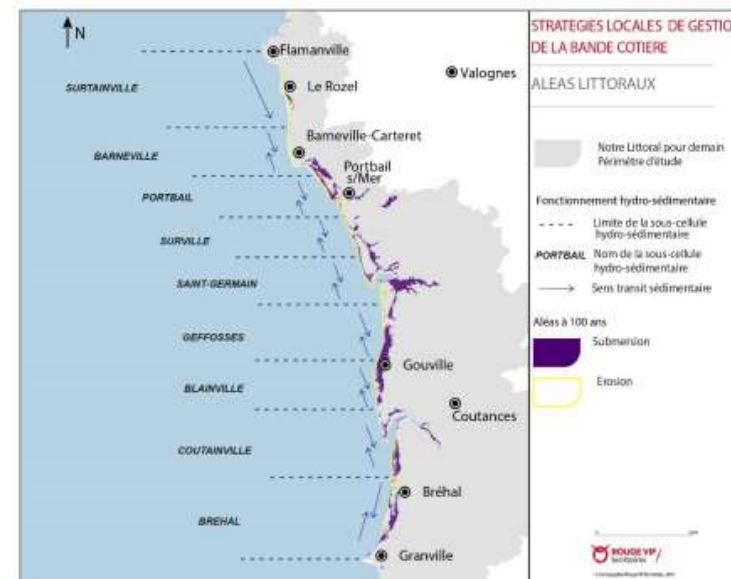 N
Flamanville
Valognes
SURTAINVILLE
Le Rozel
Barneville-Carteret
BARNEVILLE
Portbail
s/Mer
PORTBAIL
SURVILLE
SAINT-GERMAIN
GEFFOSSES
Gouville
BLAINVILLE
Coutances
COUTAINVILLE
Bréhal
BREHAL
Granville
STRATEGIES LOCALES DE GESTIO
DE LA BANDE COTIERE
ALEAS LITTORAUX
Notre Littoral pour demain
Périmètre d'étude
Fonctionnement hydro-sédimentaire
Limite de la sous-cellule
hydro-sédimentaire
PORTBAIL
Nom de la sous-cellule
hydro-sédimentaire
Sens transit sédimentaire
Aléas à 100 ans
Submersion
Erosion
ROUGE VIF/
territoires